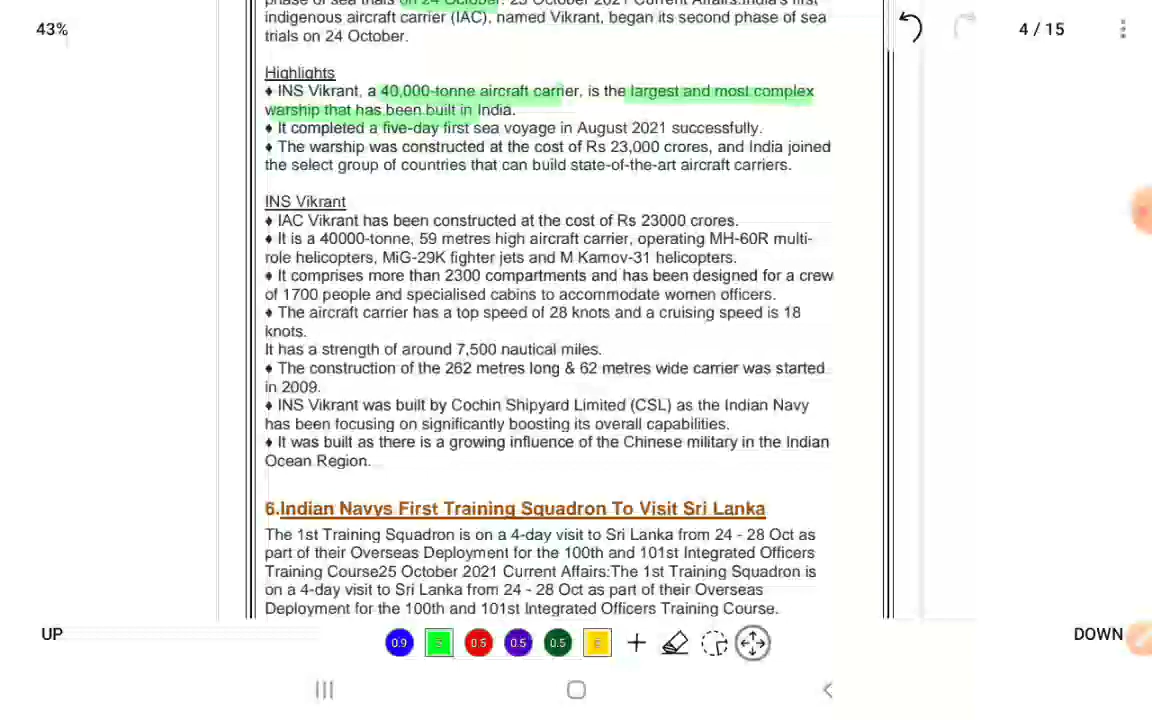 phase of sea trials on 24 October. 25 October 2021 Current Affairs:India's first
indigenous aircraft carrier (IAC), named Vikrant, began its second phase of sea
trials on 24 October.
43%
4 / 15
Highlights
♦ INS Vikrant, a 40,000-tonne aircraft carrier, is the largest and most complex
warship that has been built in India.
♦ It completed a five-day first sea voyage in August 2021 successfully.
♦ The warship was constructed at the cost of Rs 23,000 crores, and India joined
the select group of countries that can build state-of-the-art aircraft carriers.
INS Vikrant
♦ IAC Vikrant has been constructed at the cost of Rs 23000 crores.
♦ It is a 40000-tonne, 59 metres high aircraft carrier, operating MH-60R multi-
role helicopters, MiG-29K fighter jets and M Kamov-31 helicopters.
♦ It comprises more than 2300 compartments and has been designed for a crew
of 1700 people and specialised cabins to accommodate women officers.
♦ The aircraft carrier has a top speed of 28 knots and a cruising speed is 18
knots.
It has a strength of around 7,500 nautical miles.
♦ The construction of the 262 metres long & 62 metres wide carrier was started
in 2009.
♦ INS Vikrant was built by Cochin Shipyard Limited (CSL) as the Indian Navy
has been focusing on significantly boosting its overall capabilities.
♦ It was built as there is a growing influence of the Chinese military in the Indian
Ocean Region.
6.Indian Navys First Training Squadron To Visit Sri Lanka
The 1st Training Squadron is on a 4-day visit to Sri Lanka from 24 - 28 Oct as
part of their Overseas Deployment for the 100th and 101st Integrated Officers
Training Course25 October 2021 Current Affairs:The 1st Training Squadron is
on a 4-day visit to Sri Lanka from 24 - 28 Oct as part of their Overseas
Deployment for the 100th and 101st Integrated Officers Training Course.
UP
DOWN
0.9
0.5
0.5
0.5